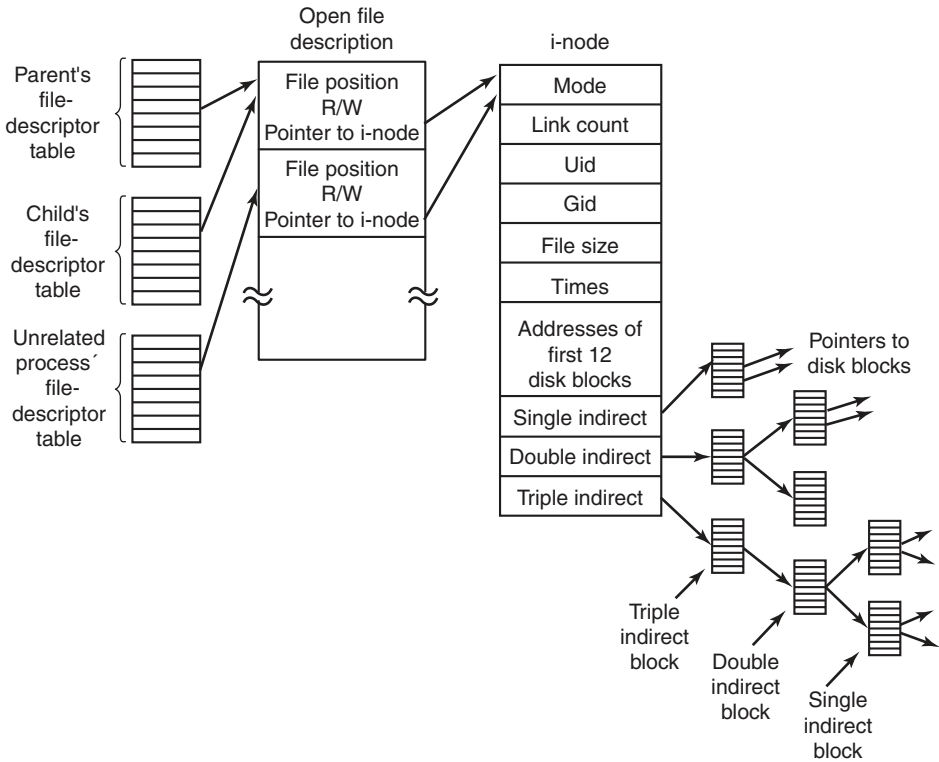 Open file
description
i-node
Parent's
file-
descriptor
table
Child's
file-
descriptor
table
Unrelated
process´
file-
descriptor
table
File position
R/W
Pointer to i-node
File position
R/W
Pointer to i-node
Mode
Link count
Uid
Gid
File size
Times
Addresses of
first 12
disk blocks
Single indirect
Double indirect
Triple indirect
Pointers to
disk blocks
Triple
indirect
block
Double
indirect
block
Single
indirect
block